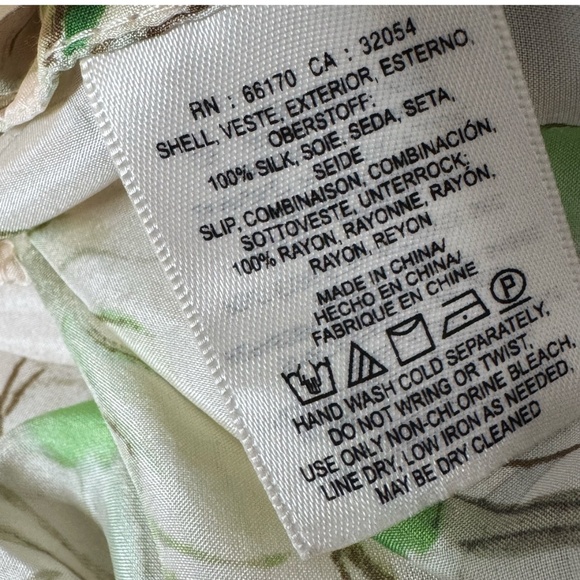 RN : 66170 CA : 32054
SHELL, VESTE, EXTERIOR, ESTERNO,
OBERSTOFF:
100% SILK, SOIE, SEDA, SETA,
SEIDE
SLIP, COMBINAISON, COMBINACIÓN,
SOTTOVESTE, UNTERROCK:
100% RAYON, RAYONNE, RAYÓN,
RAYON, REYON
MADE IN CHINA/
HECHO EN CHINA/
FABRIQUE EN CHINE
P
HAND WASH COLD SEPARATELY,
DO NOT WRING OR TWIST,
USE ONLY NON-CHLORINE BLEACH,
LINE DRY, LOW IRON AS NEEDED,
MAY BE DRY CLEANED